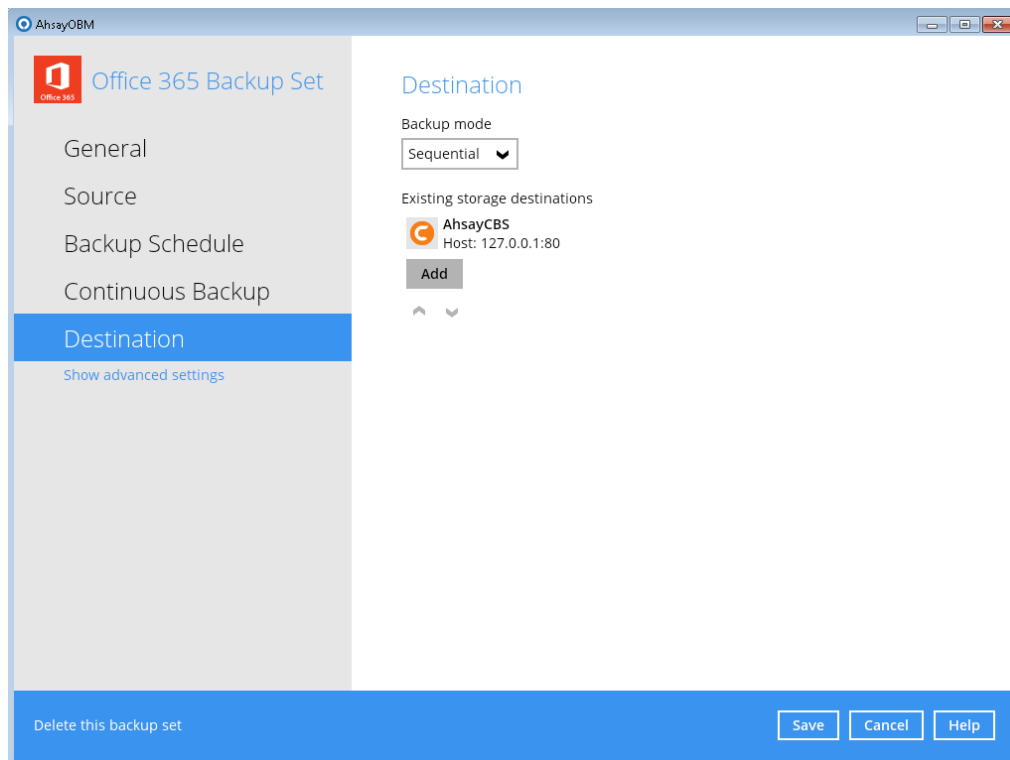 AhsayOBM
Office 365
Office 365 Backup Set
General
Source
Backup Schedule
Continuous Backup
Destination
Show advanced settings
Destination
Backup mode
Sequential
Existing storage destinations
AhsayCBS
Host: 127.0.0.1:80
Add
Delete this backup set
Save
Cancel
Help